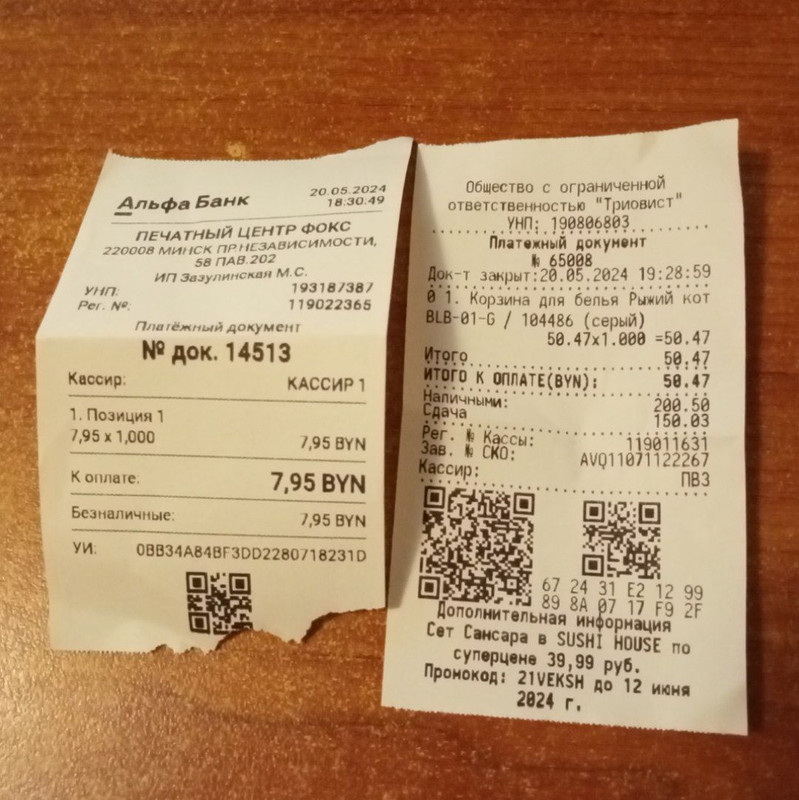 Альфа Банк
20.05.2024
18:30:49
ПЕЧАТНЫЙ ЦЕНТР ФОКС
220008 МИНСК ПР.НЕЗАВИСИМОСТИ,
58 ПАВ.202
ИП Зазулинская М.С.
УНП: 193187387
Рег. №: 119022365
Платёжный документ
№ док. 14513
Кассир: КАССИР 1
1. Позиция 1
7,95 x 1,000 7,95 BYN
К оплате: 7,95 BYN
Безналичные: 7,95 BYN
УИ: 0BB34A84BF3DD2280718231D
Общество с ограниченной
ответственностью "Триовист"
УНП: 190806803
Платежный документ
№ 65008
Док-т закрыт:20.05.2024 19:28:59
0 1. Корзина для белья Рыжий кот
BLB-01-G / 104486 (серый)
50.47x1.000 =50.47
Итого 50.47
ИТОГО К ОПЛАТЕ(BYN): 50.47
Наличными: 200.50
Сдача 150.03
Рег. № Кассы: 119011631
Зав. № СКО: AVQ11071122267
Кассир: ПВЗ
67 24 31 E2 12 99
89 8A 07 17 F9 2F
Дополнительная информация
Сет Сансара в SUSHI HOUSE по
суперцене 39,99 руб.
Промокод: 21VEKSH до 12 июня
2024 г.